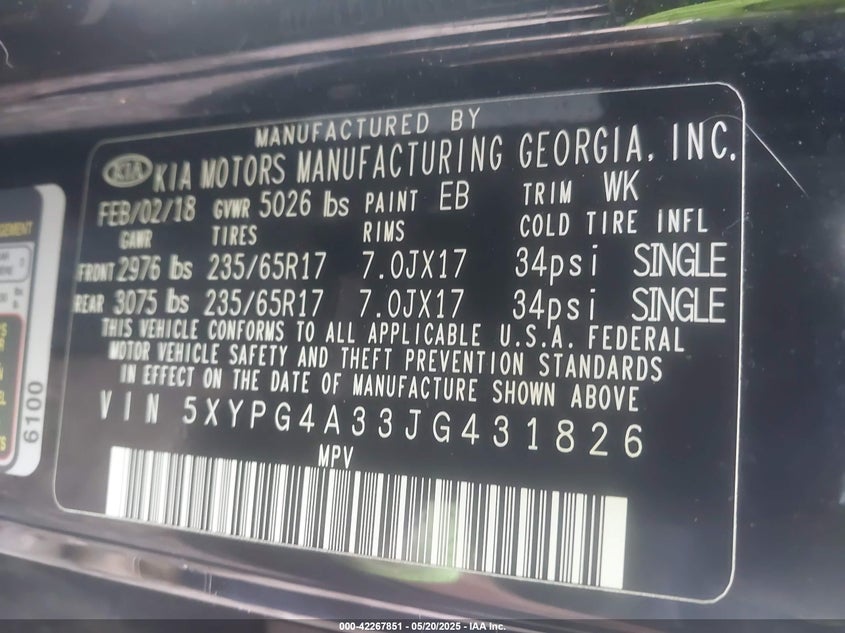 MANUFACTURED BY
KIA KIA MOTORS MANUFACTURING GEORGIA, INC.
FEB/02/18 GVWR 5026 lbs PAINT EB TRIM WK
GAWR TIRES RIMS COLD TIRE INFL
FRONT 2976 lbs 235/65R17 7.0JX17 34psi SINGLE
REAR 3075 lbs 235/65R17 7.0JX17 34psi SINGLE
THIS VEHICLE CONFORMS TO ALL APPLICABLE U.S.A. FEDERAL
MOTOR VEHICLE SAFETY AND THEFT PREVENTION STANDARDS
IN EFFECT ON THE DATE OF MANUFACTURE SHOWN ABOVE
VIN 5XYPG4A33JG431826
MPV
6100
000-42267851 — 05/20/2025 — IAA Inc.